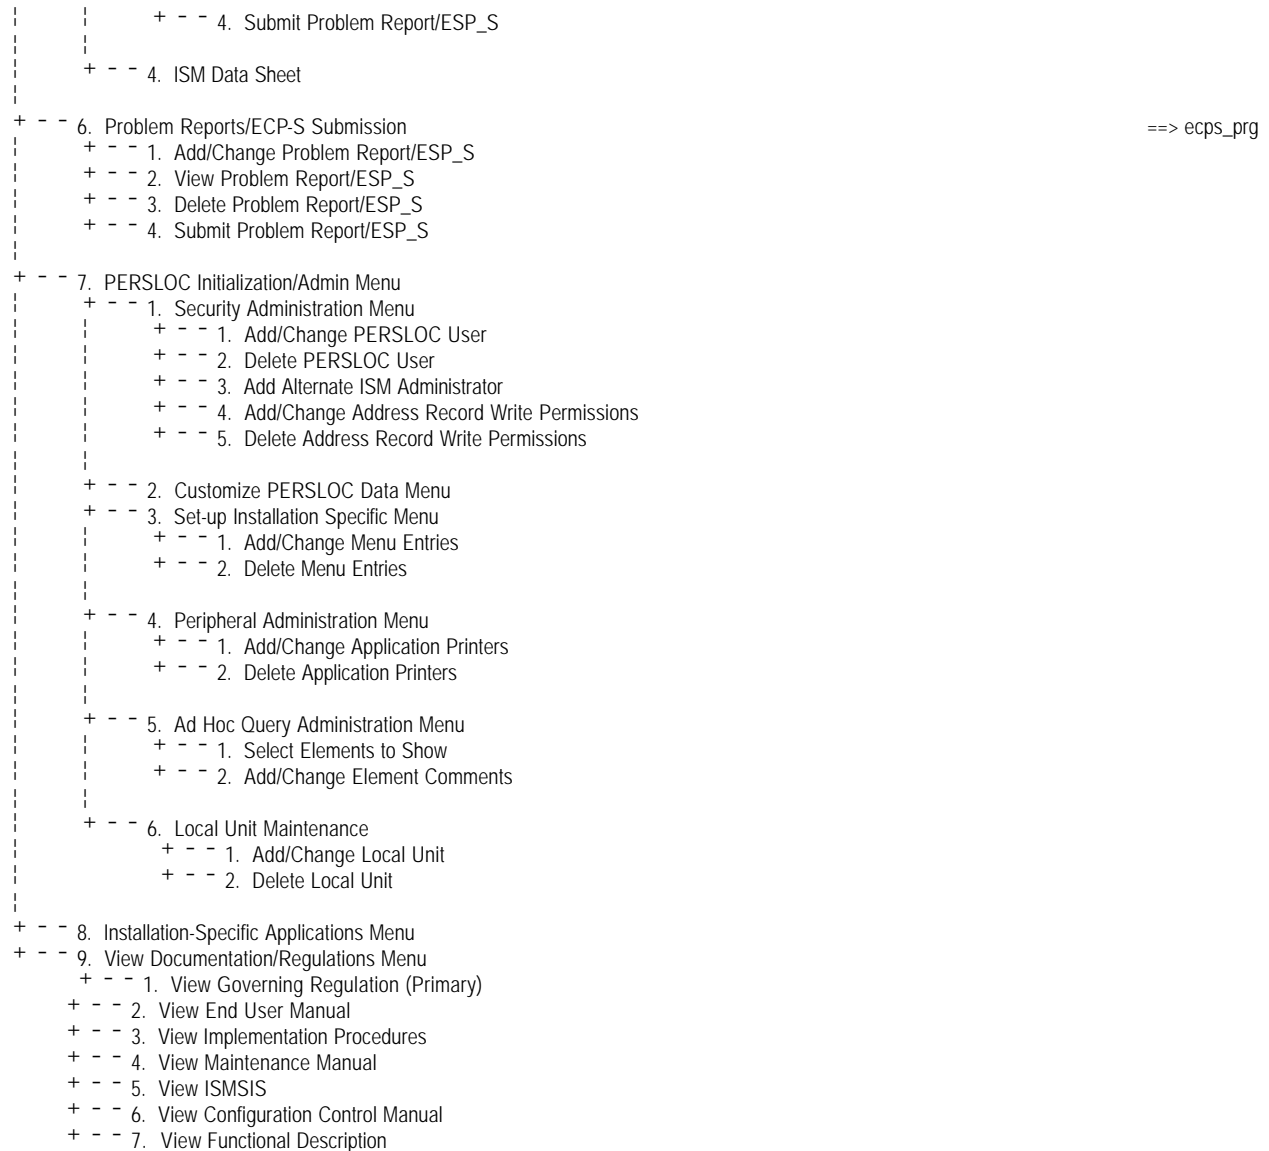 + - - 4. Submit Problem Report/ESP_S
+ - - 4. ISM Data Sheet
+ - - 6. Problem Reports/ECP-S Submission ==> ecps_prg
+ - - 1. Add/Change Problem Report/ESP_S
+ - - 2. View Problem Report/ESP_S
+ - - 3. Delete Problem Report/ESP_S
+ - - 4. Submit Problem Report/ESP_S
+ - - 7. PERSLOC Initialization/Admin Menu
+ - - 1. Security Administration Menu
+ - - 1. Add/Change PERSLOC User
+ - - 2. Delete PERSLOC User
+ - - 3. Add Alternate ISM Administrator
+ - - 4. Add/Change Address Record Write Permissions
+ - - 5. Delete Address Record Write Permissions
+ - - 2. Customize PERSLOC Data Menu
+ - - 3. Set-up Installation Specific Menu
+ - - 1. Add/Change Menu Entries
+ - - 2. Delete Menu Entries
+ - - 4. Peripheral Administration Menu
+ - - 1. Add/Change Application Printers
+ - - 2. Delete Application Printers
+ - - 5. Ad Hoc Query Administration Menu
+ - - 1. Select Elements to Show
+ - - 2. Add/Change Element Comments
+ - - 6. Local Unit Maintenance
+ - - 1. Add/Change Local Unit
+ - - 2. Delete Local Unit
+ - - 8. Installation-Specific Applications Menu
+ - - 9. View Documentation/Regulations Menu
+ - - 1. View Governing Regulation (Primary)
+ - - 2. View End User Manual
+ - - 3. View Implementation Procedures
+ - - 4. View Maintenance Manual
+ - - 5. View ISMSIS
+ - - 6. View Configuration Control Manual
+ - - 7. View Functional Description